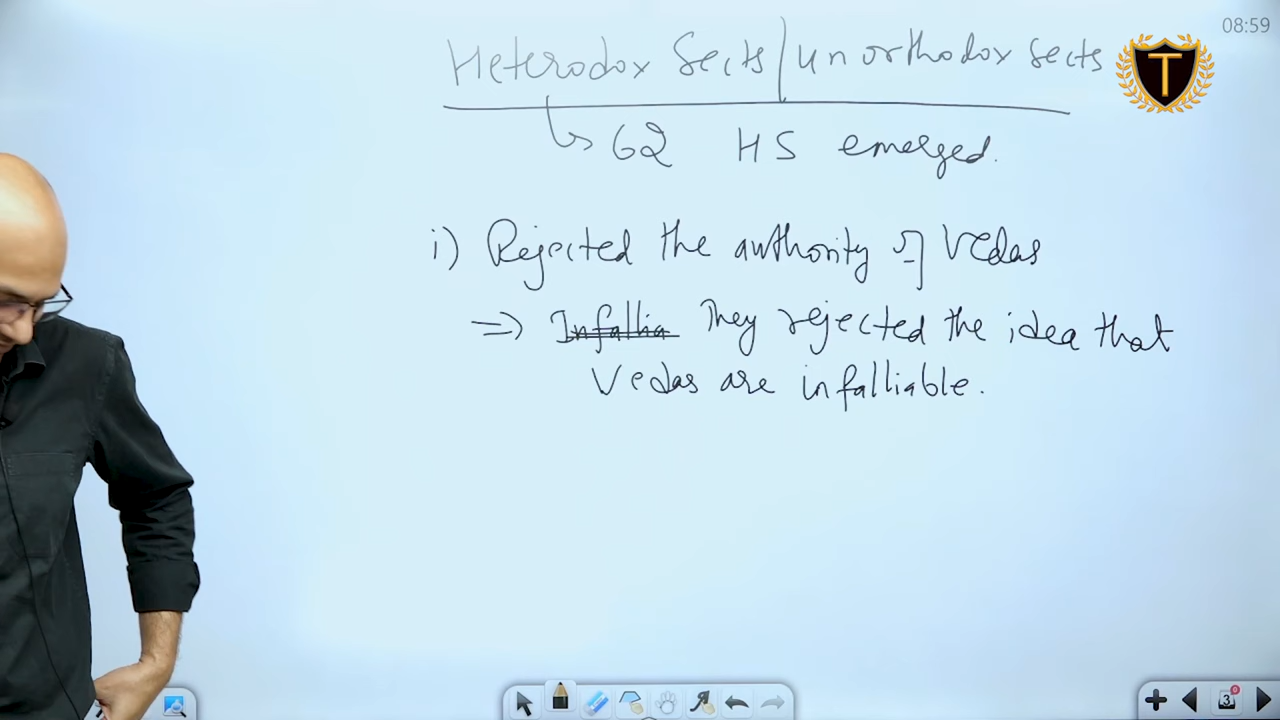 08:59
Heterodox Sects/unorthodox sects
T
↳ 62 HS emerged.
i) Rejected the authority of Vedas
⇒ Infallia They rejected the idea that
Vedas are infalliable.
3